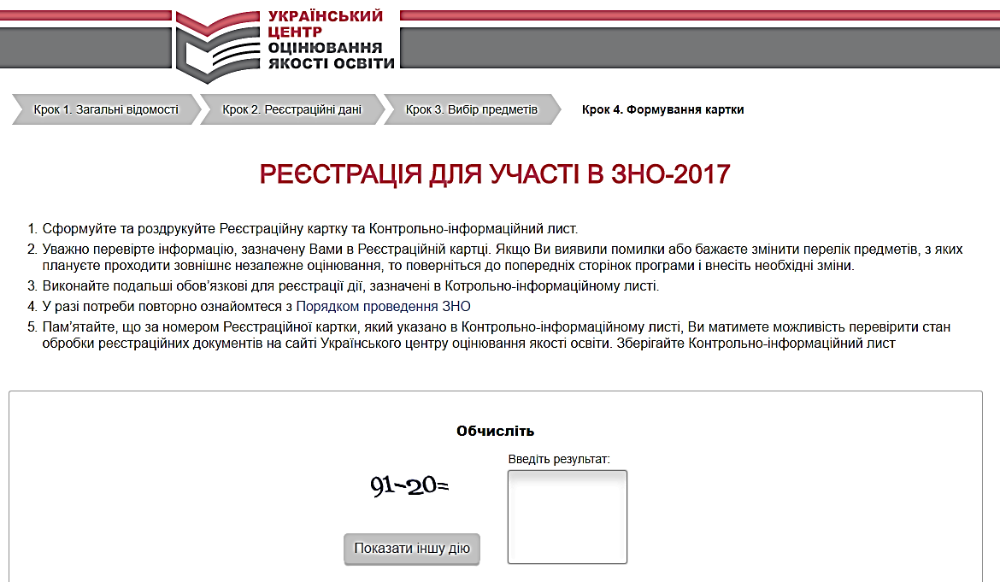 УКРАЇНСЬКИЙ
ЦЕНТР
ОЦІНЮВАННЯ
ЯКОСТІ ОСВІТИ
Крок 1. Загальні відомості
Крок 2. Реєстраційні дані
Крок 3. Вибір предметів
Крок 4. Формування картки
РЕЄСТРАЦІЯ ДЛЯ УЧАСТІ В ЗНО-2017
1. Сформуйте та роздрукуйте Реєстраційну картку та Контрольно-інформаційний лист.
2. Уважно перевірте інформацію, зазначену Вами в Реєстраційній картці. Якщо Ви виявили помилки або бажаєте змінити перелік предметів, з яких
плануєте проходити зовнішнє незалежне оцінювання, то поверніться до попередніх сторінок програми і внесіть необхідні зміни.
3. Виконайте подальші обов'язкові для реєстрації дії, зазначені в Котрольно-інформаційному листі.
4. У разі потреби повторно ознайомтеся з Порядком проведення ЗНО
5. Пам'ятайте, що за номером Реєстраційної картки, який указано в Контрольно-інформаційному листі, Ви матимете можливість перевірити стан
обробки реєстраційних документів на сайті Українського центру оцінювання якості освіти. Зберігайте Контрольно-інформаційний лист
Обчисліть
Введіть результат:
91-20=
Показати іншу дію